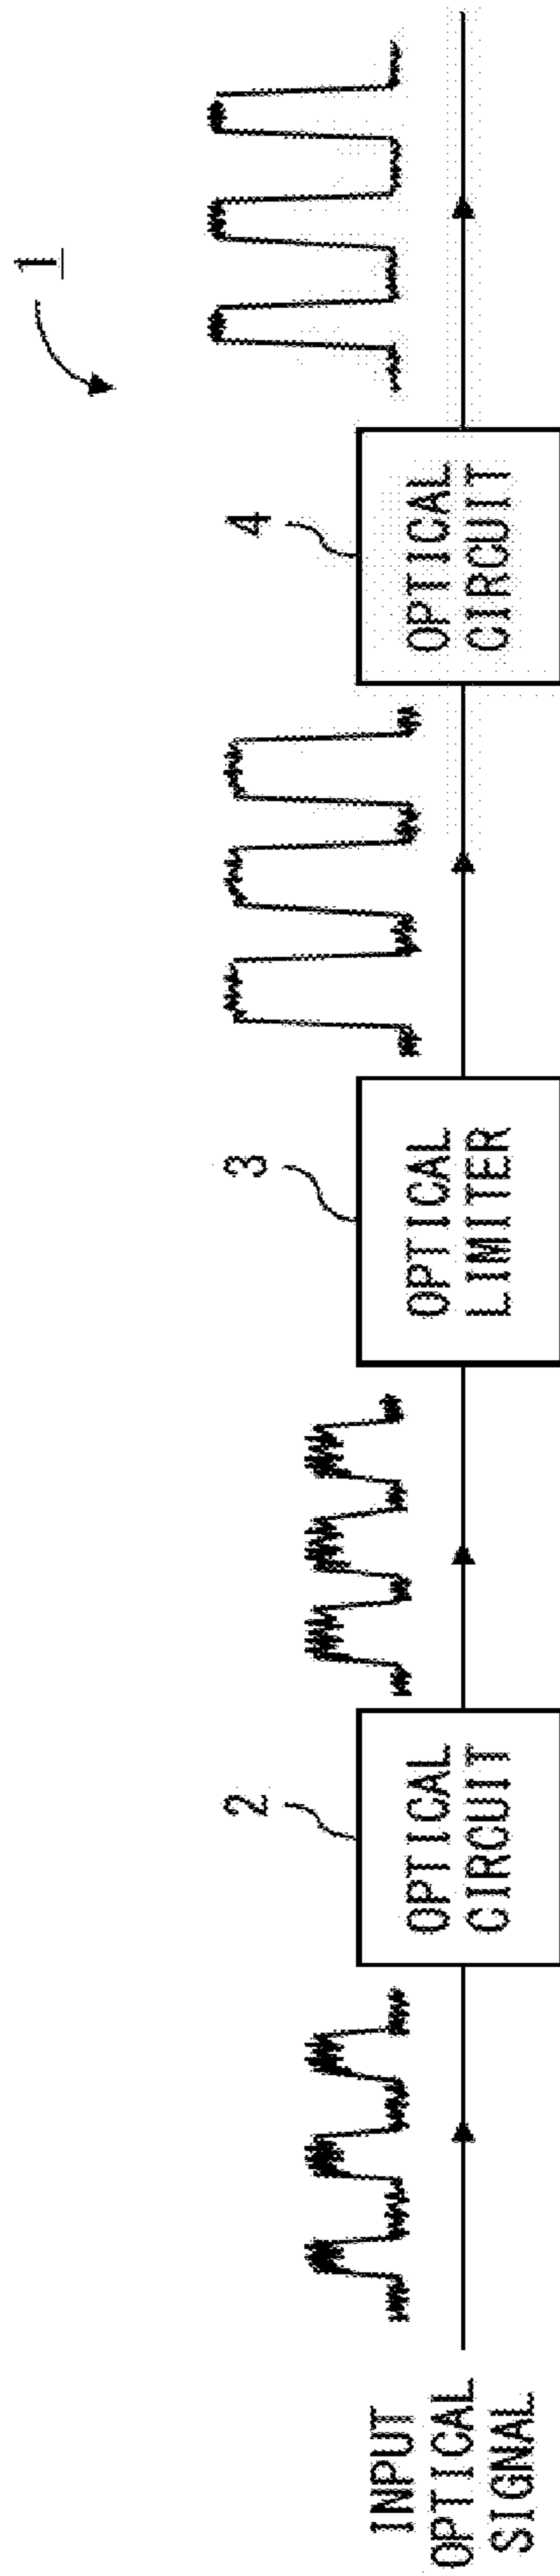 1
INPUT
OPTICAL
SIGNAL
2
OPTICAL
CIRCUIT
3
OPTICAL
LIMITER
4
OPTICAL
CIRCUIT